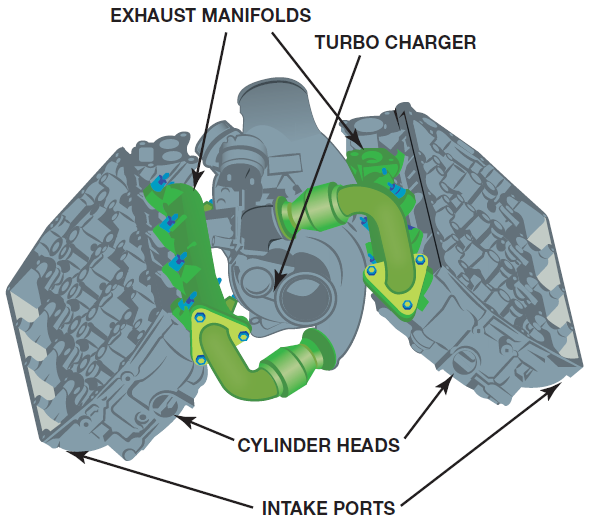 EXHAUST MANIFOLDS
TURBO CHARGER
CYLINDER HEADS
INTAKE PORTS